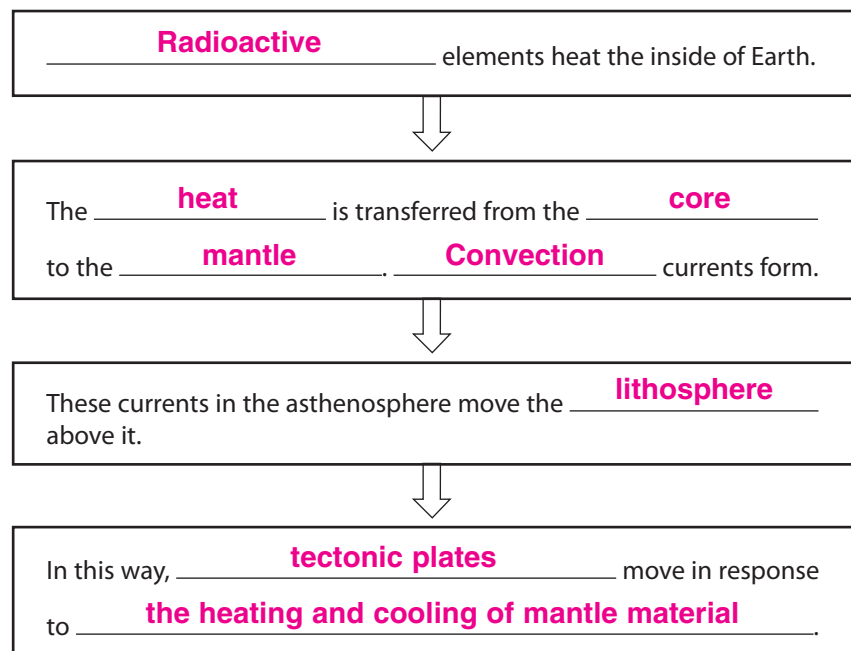 Radioactive elements heat the inside of Earth.
The heat is transferred from the core
to the mantle. Convection currents form.
These currents in the asthenosphere move the lithosphere
above it.
In this way, tectonic plates move in response
to the heating and cooling of mantle material.